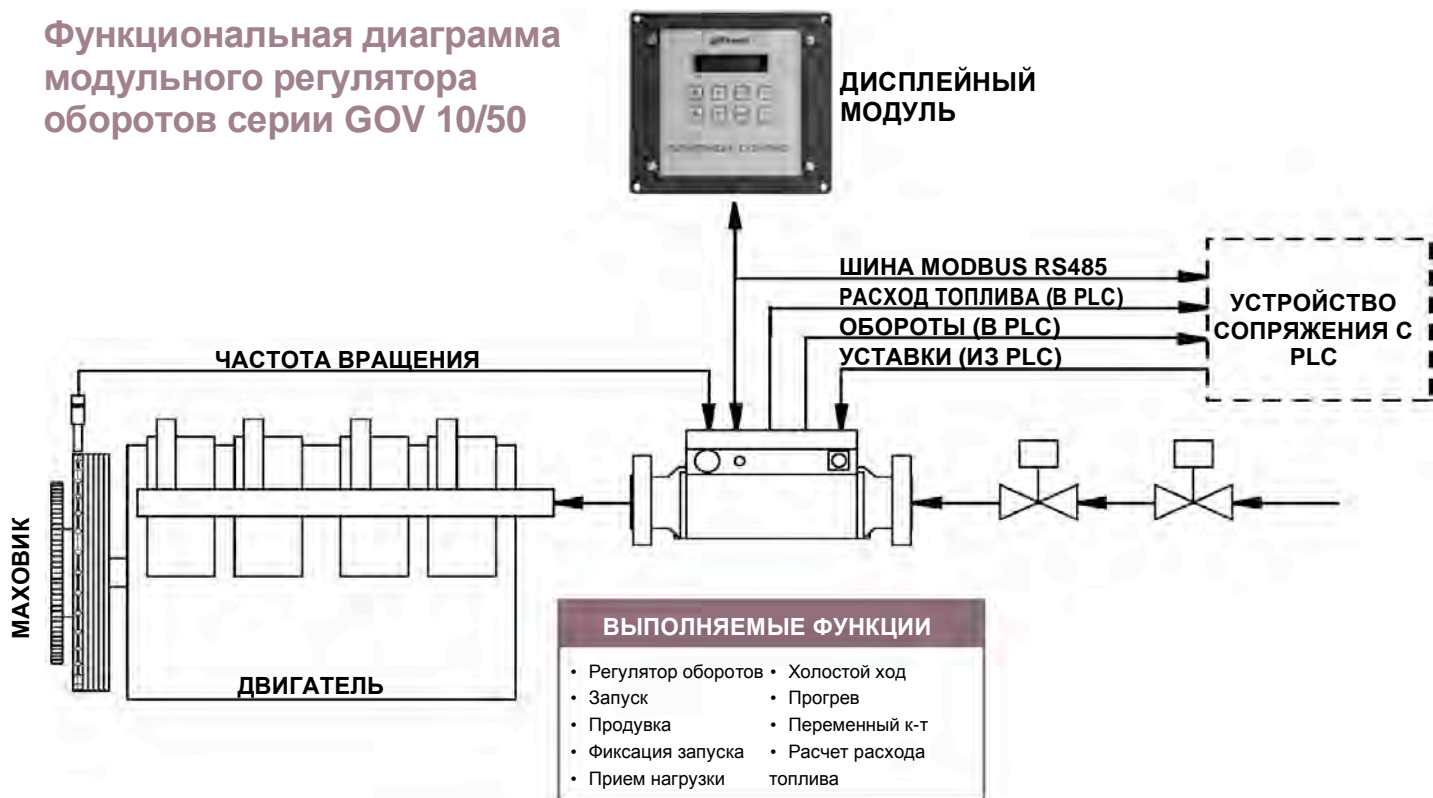 Функциональная диаграмма
модульного регулятора
оборотов серии GOV 10/50
ДИСПЛЕЙНЫЙ
МОДУЛЬ
ШИНА MODBUS RS485
РАСХОД ТОПЛИВА (В PLC)
ОБОРОТЫ (В PLC)
УСТАВКИ (ИЗ PLC)
УСТРОЙСТВО
СОПРЯЖЕНИЯ С
PLC
ЧАСТОТА ВРАЩЕНИЯ
МАХОВИК
ДВИГАТЕЛЬ
ВЫПОЛНЯЕМЫЕ ФУНКЦИИ
• Регулятор оборотов
• Запуск
• Продувка
• Фиксация запуска
• Прием нагрузки
• Холостой ход
• Прогрев
• Переменный к-т
• Расчет расхода
топлива